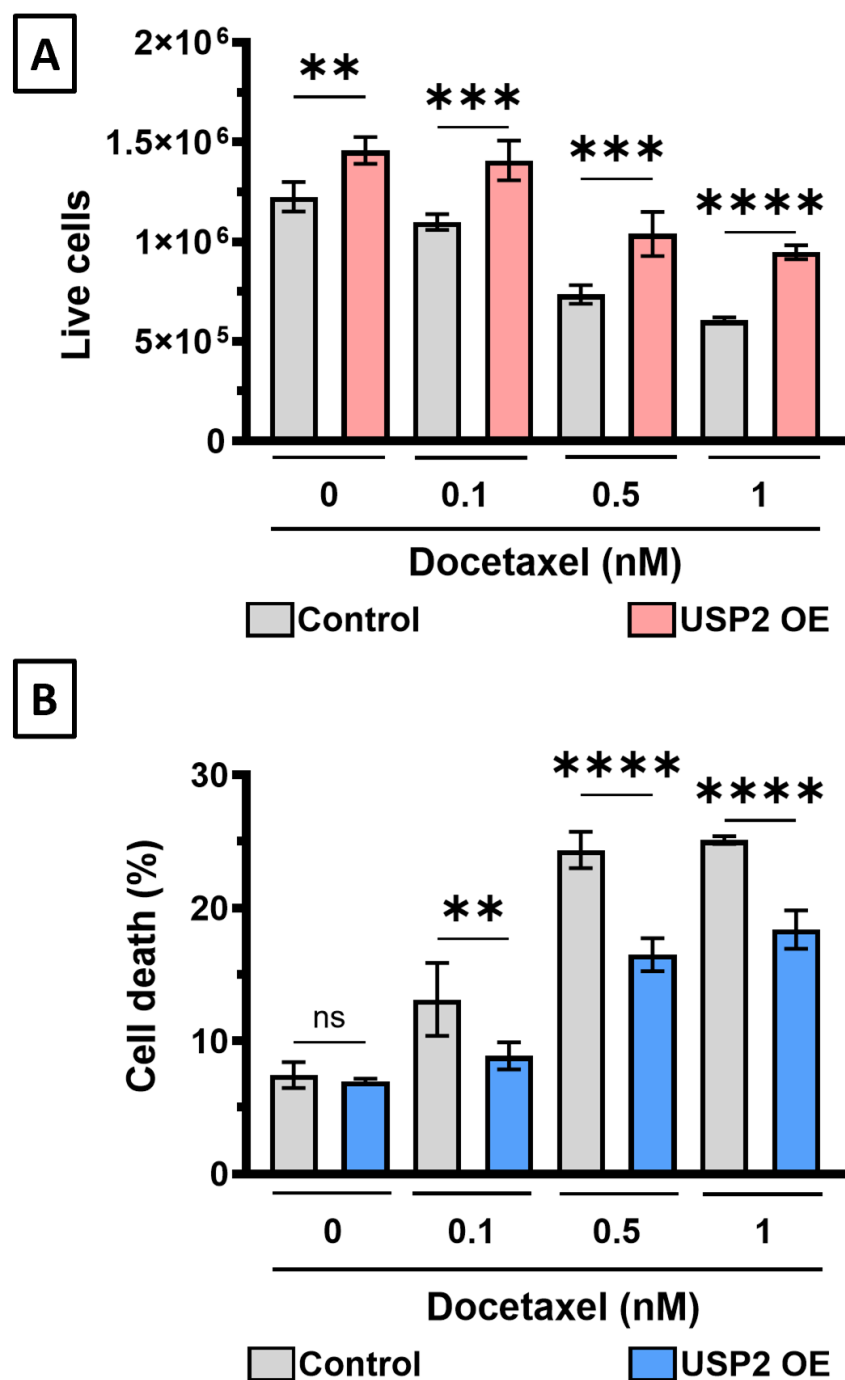 A
2×10⁶
**
***
1.5×10⁶
***
****
Live cells
1×10⁶
5×10⁵
0
0 0.1 0.5 1
Docetaxel (nM)
Control USP2 OE
B
30
****
****
Cell death (%)
20
**
ns
10
0
0 0.1 0.5 1
Docetaxel (nM)
Control USP2 OE